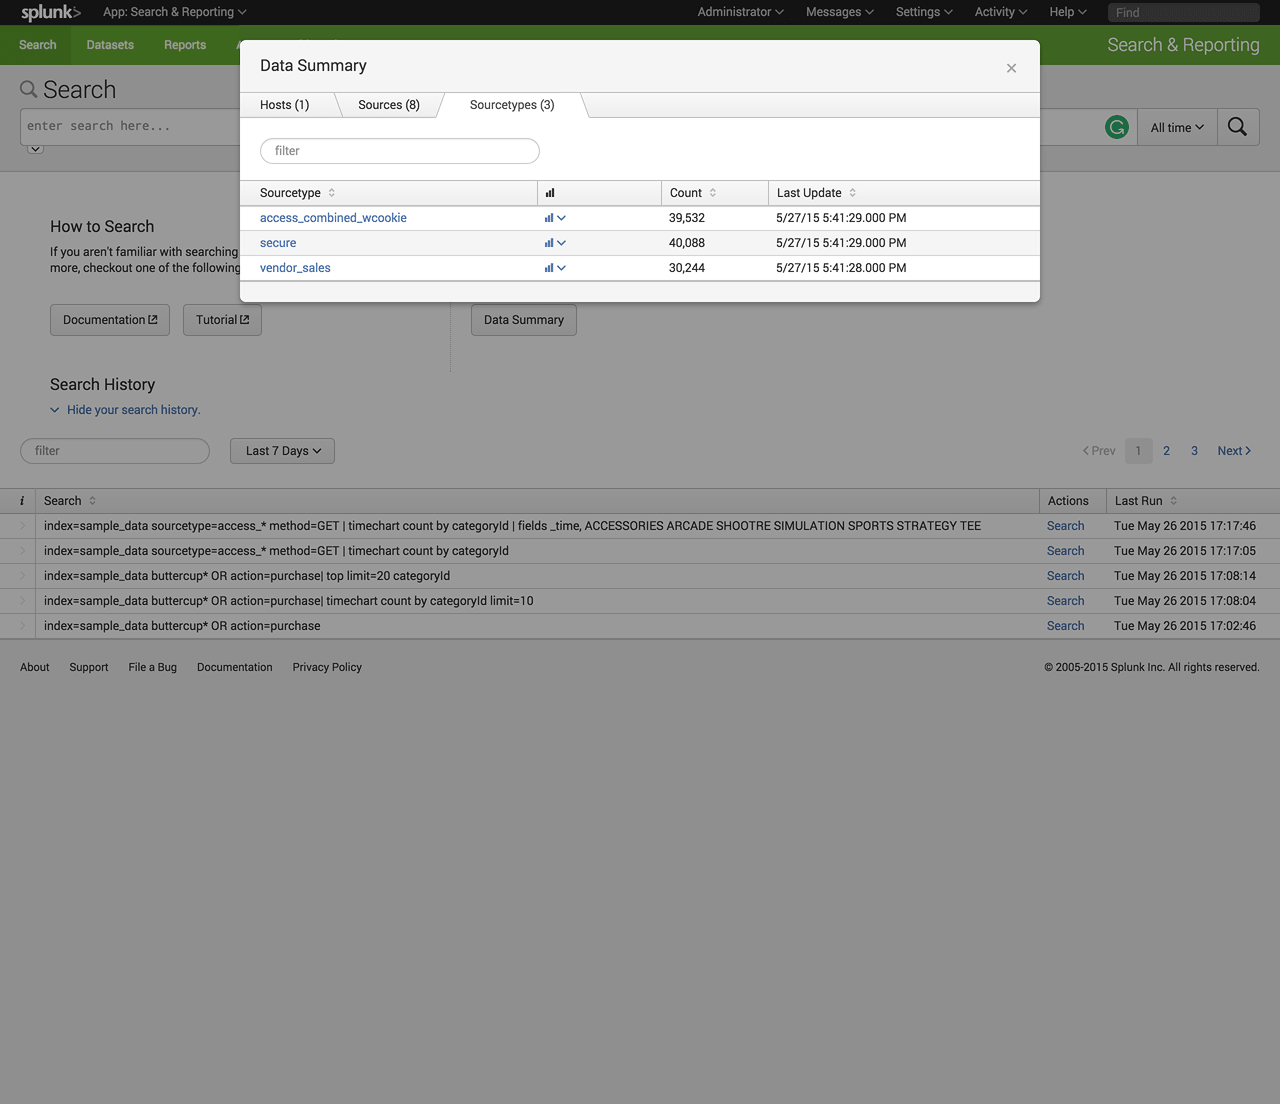 splunk> App: Search & Reporting Administrator Messages Settings Activity Help Find
Search Datasets Reports Search & Reporting
Data Summary
Search
Hosts (1) Sources (8) Sourcetypes (3)
enter search here... All time
filter
Sourcetype Count Last Update
access_combined_wcookie 39,532 5/27/15 5:41:29.000 PM
secure 40,088 5/27/15 5:41:29.000 PM
vendor_sales 30,244 5/27/15 5:41:28.000 PM
How to Search
If you aren't familiar with searching
more, checkout one of the following
Documentation Tutorial Data Summary
Search History
Hide your search history.
filter Last 7 Days Prev 1 2 3 Next
i Search Actions Last Run
index=sample_data sourcetype=access_* method=GET | timechart count by categoryId | fields _time, ACCESSORIES ARCADE SHOOTRE SIMULATION SPORTS STRATEGY TEE Search Tue May 26 2015 17:17:46
index=sample_data sourcetype=access_* method=GET | timechart count by categoryId Search Tue May 26 2015 17:17:05
index=sample_data buttercup* OR action=purchase| top limit=20 categoryId Search Tue May 26 2015 17:08:14
index=sample_data buttercup* OR action=purchase| timechart count by categoryId limit=10 Search Tue May 26 2015 17:08:04
index=sample_data buttercup* OR action=purchase Search Tue May 26 2015 17:02:46
About Support File a Bug Documentation Privacy Policy © 2005-2015 Splunk Inc. All rights reserved.